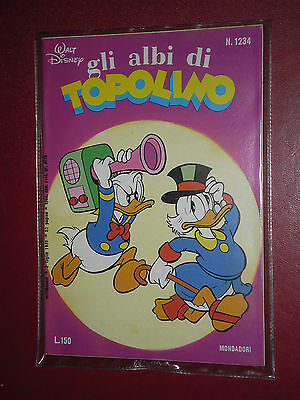 WALT DISNEY
N. 1234
gli albi di
TOPOLINO
L.150
MONDADORI